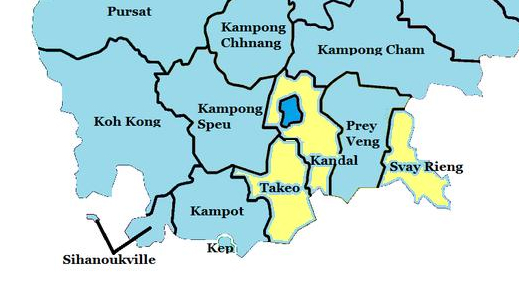 Pursat
Kampong
Chhnang
Kampong Cham
Koh Kong
Kampong
Speu
Prey
Veng
Kandal
Svay Rieng
Takeo
Kampot
Kep
Sihanoukville